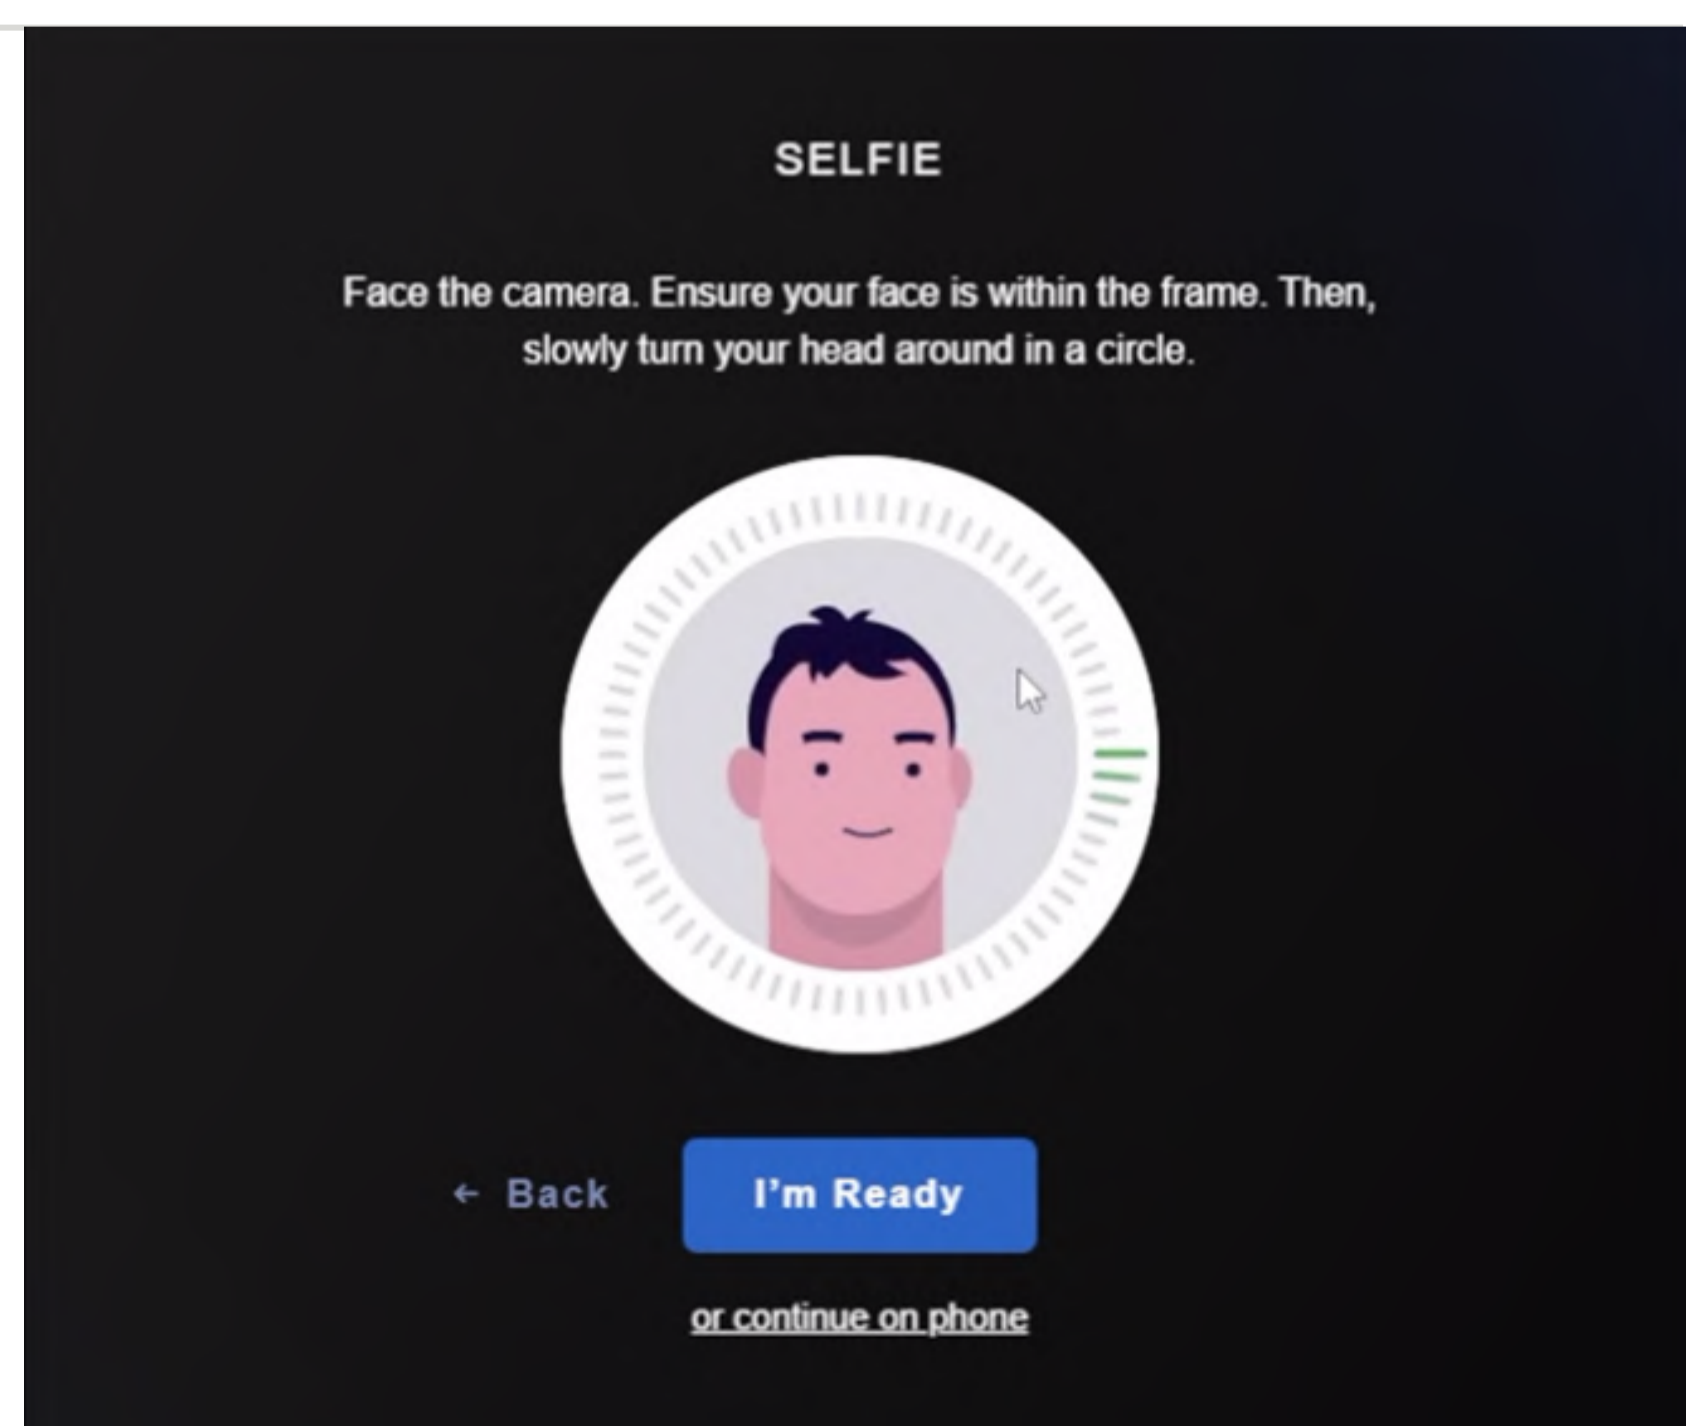 SELFIE
Face the camera. Ensure your face is within the frame. Then,
slowly turn your head around in a circle.
← Back
I’m Ready
or continue on phone